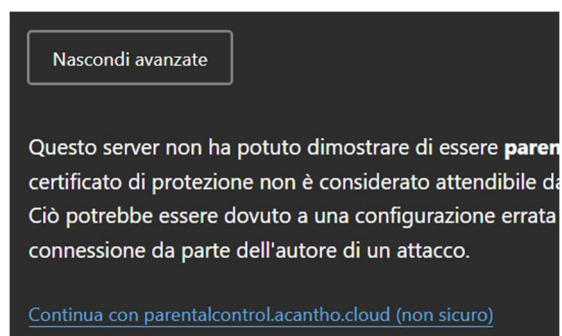 Nascondi avanzate
Questo server non ha potuto dimostrare di essere
certificato di protezione non è considerato attendibile
Ciò potrebbe essere dovuto a una configurazione errata
connessione da parte dell'autore di un attacco.
Continua con parentalcontrol.acantho.cloud (non sicuro)